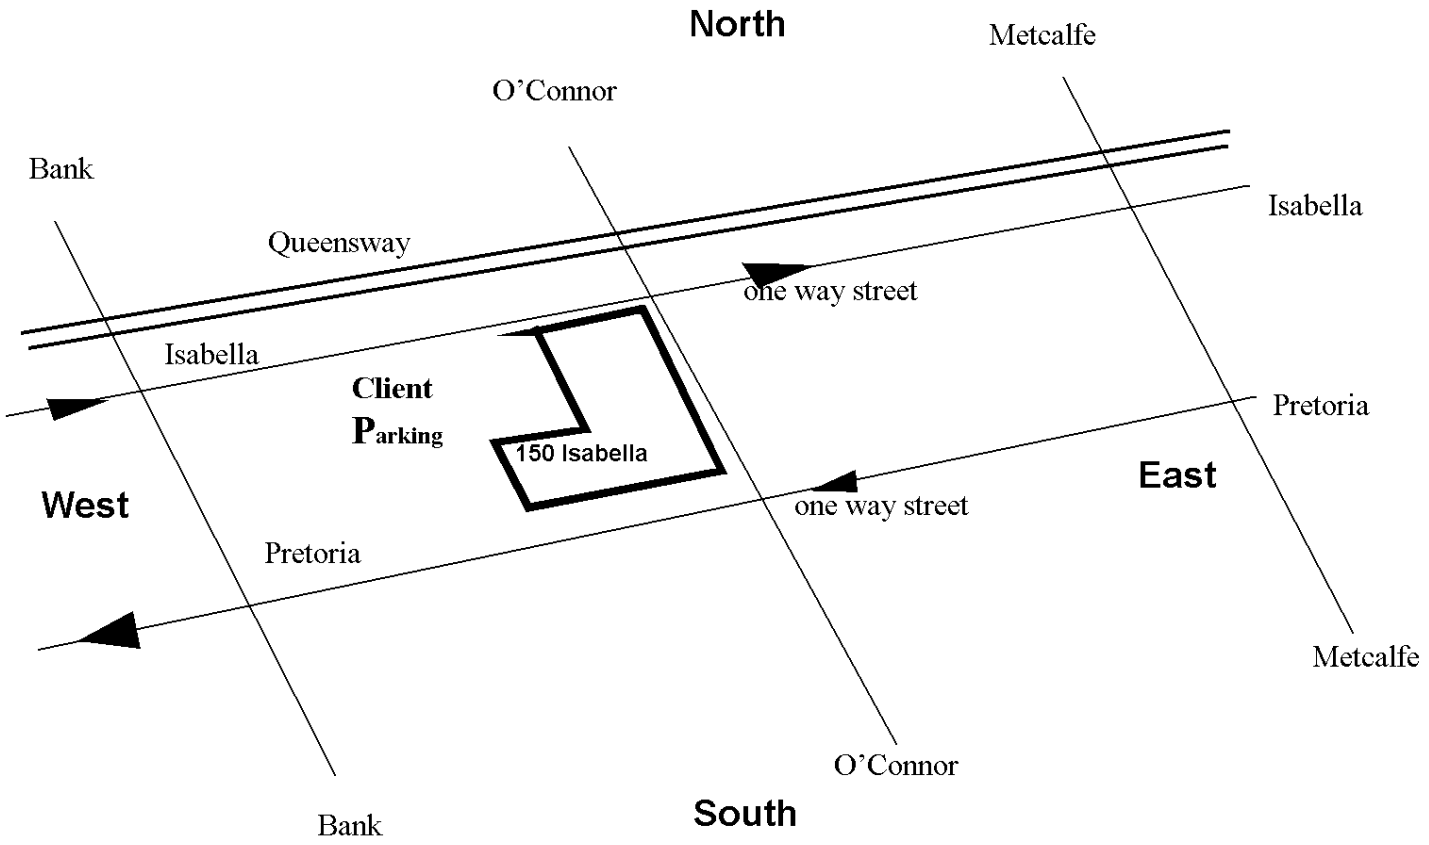 North
Metcalfe
O’Connor
Bank
Isabella
Queensway
one way street
Isabella
Client
Parking
150 Isabella
Pretoria
East
West
one way street
Pretoria
Metcalfe
O’Connor
South
Bank